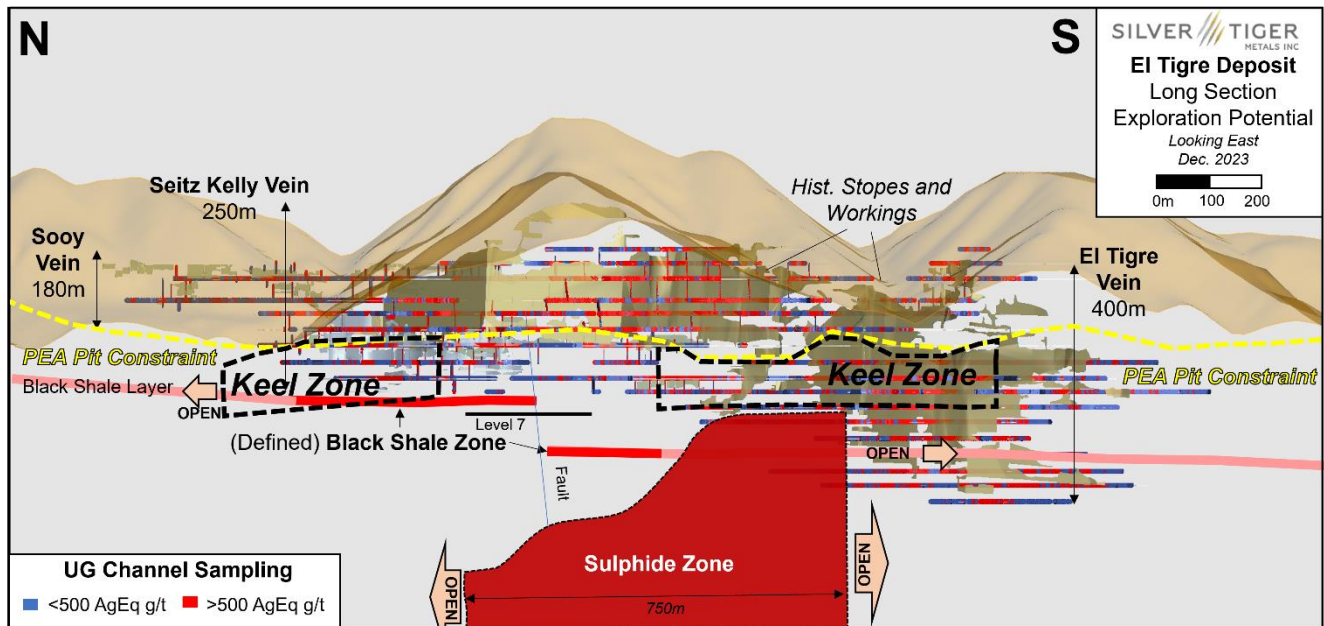 N
S
SILVER TIGER
METALS INC
El Tigre Deposit
Long Section
Exploration Potential
Looking East
Dec. 2023
0m 100 200
Seitz Kelly Vein
250m
Hist. Stopes and
Workings
Sooy
Vein
180m
El Tigre
Vein
400m
PEA Pit Constraint
Keel Zone
Keel Zone
PEA Pit Constraint
Black Shale Layer
OPEN
Level 7
(Defined) Black Shale Zone
OPEN
Fault
Sulphide Zone
OPEN
OPEN
750m
UG Channel Sampling
<500 AgEq g/t >500 AgEq g/t